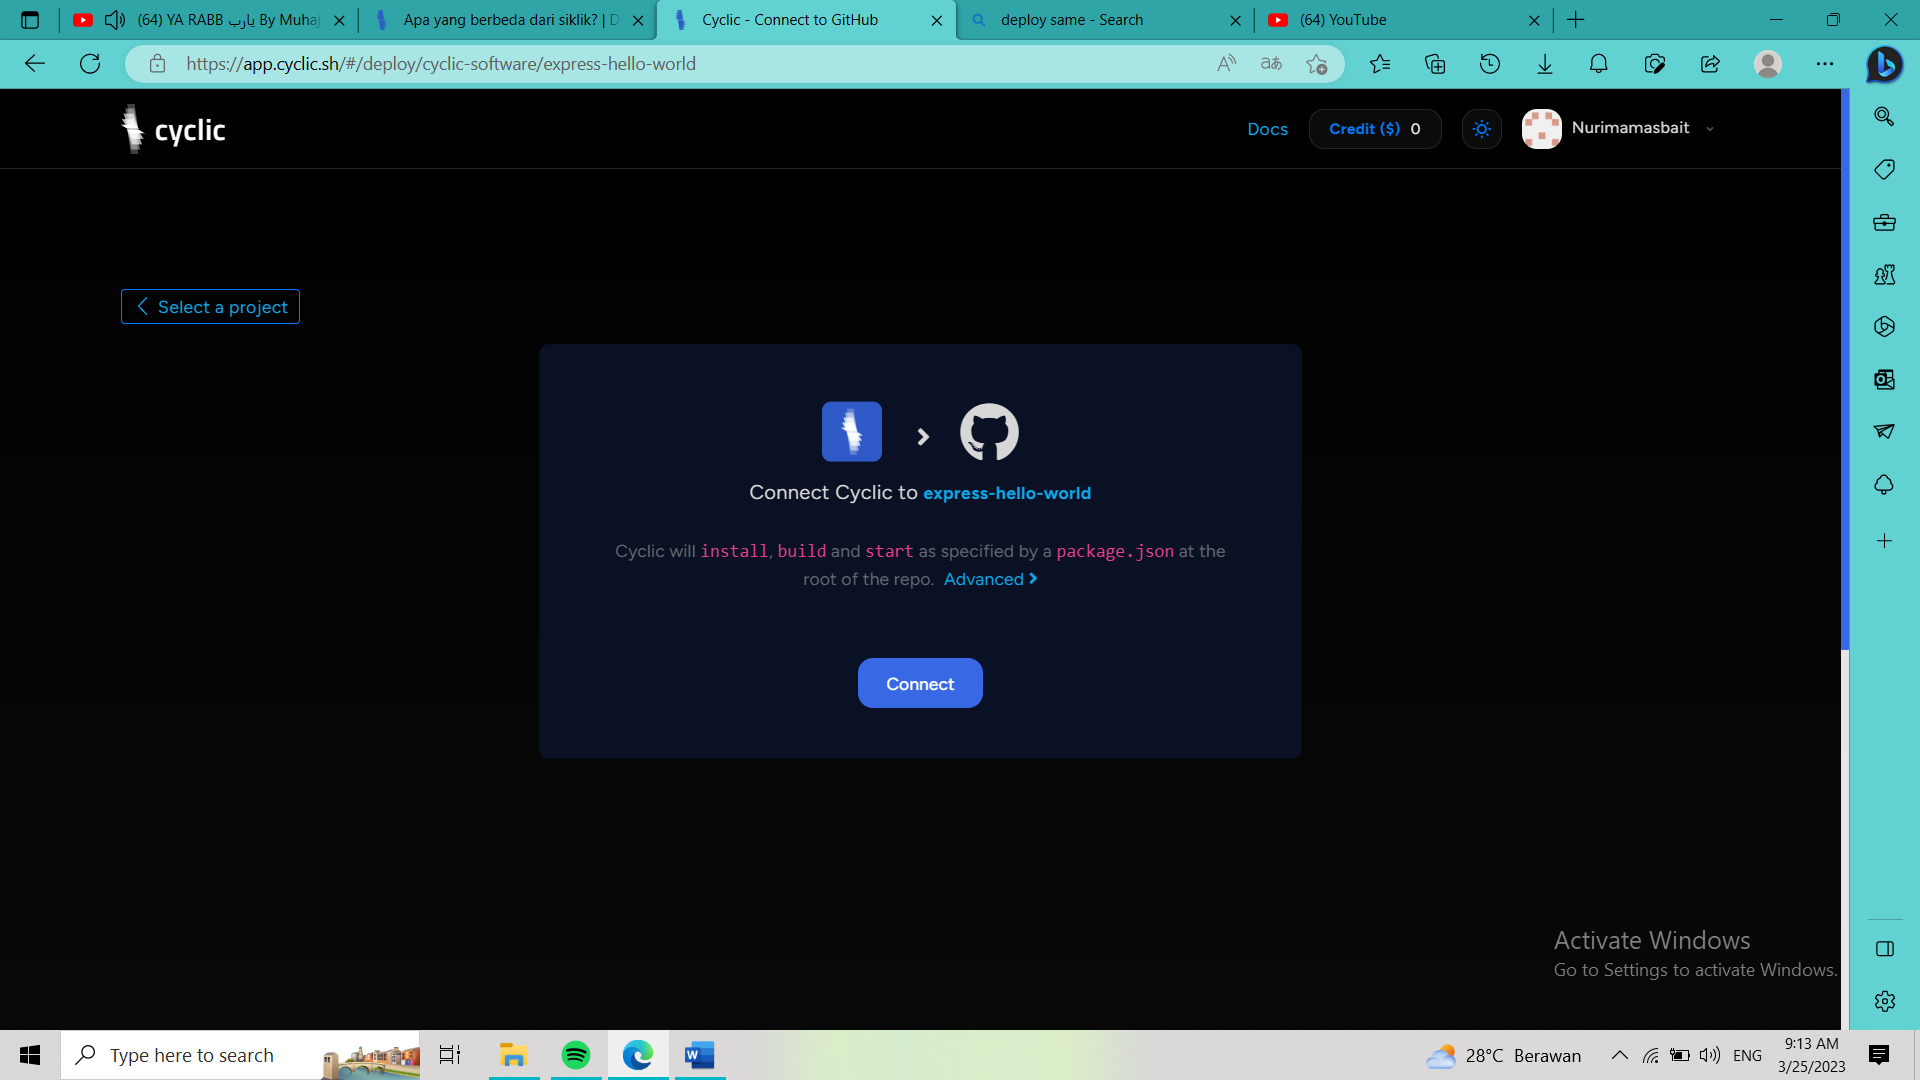 (64) YA RABB يارب By Muhaj
Apa yang berbeda dari siklik? | D
Cyclic - Connect to GitHub
deploy same - Search
(64) YouTube
https://app.cyclic.sh/#/deploy/cyclic-software/express-hello-world
cyclic
Docs
Credit ($) 0
Nurimamasbait
Select a project
Connect Cyclic to express-hello-world
Cyclic will install, build and start as specified by a package.json at the
root of the repo. Advanced
Connect
Activate Windows
Go to Settings to activate Windows.
Type here to search
28°C Berawan
ENG
9:13 AM
3/25/2023